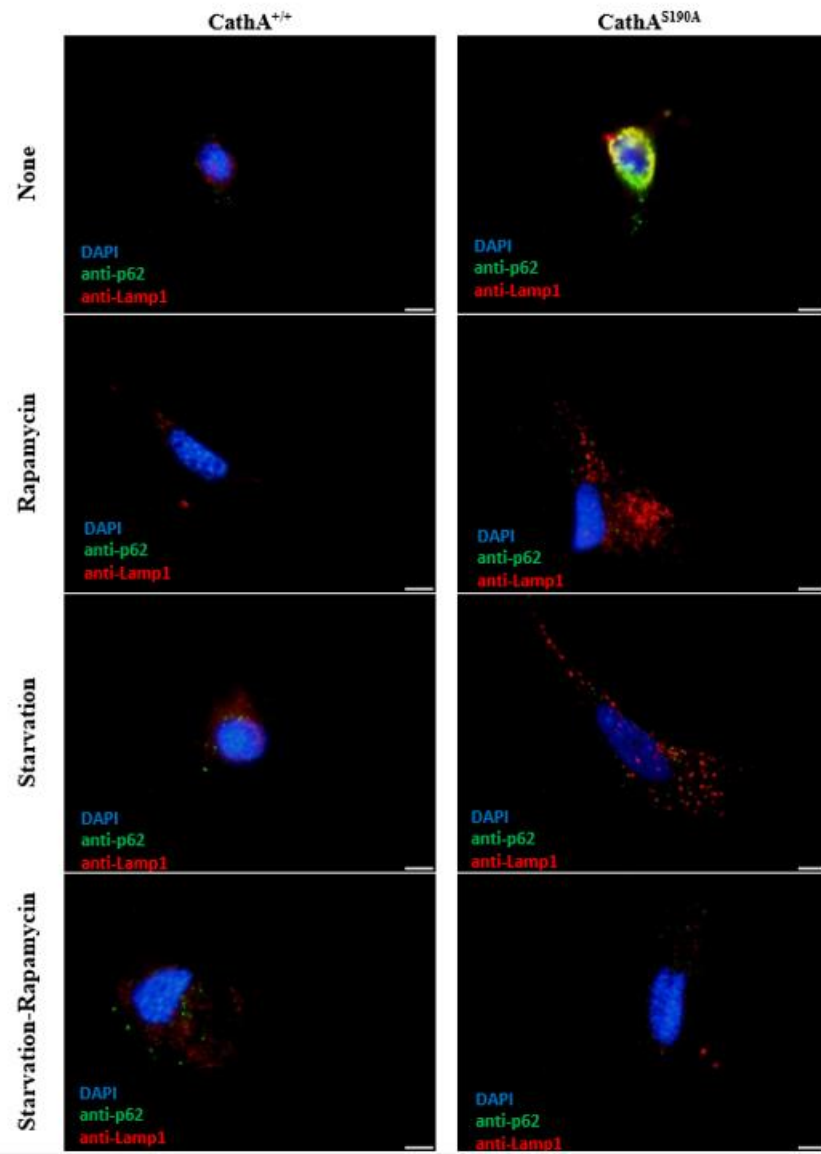 CathA+/+
CathAS190A
None
DAPI
anti-p62
anti-Lamp1
DAPI
anti-p62
anti-Lamp1
Rapamycin
DAPI
anti-p62
anti-Lamp1
DAPI
anti-p62
anti-Lamp1
Starvation
DAPI
anti-p62
anti-Lamp1
DAPI
anti-p62
anti-Lamp1
Starvation-Rapamycin
DAPI
anti-p62
anti-Lamp1
DAPI
anti-p62
anti-Lamp1